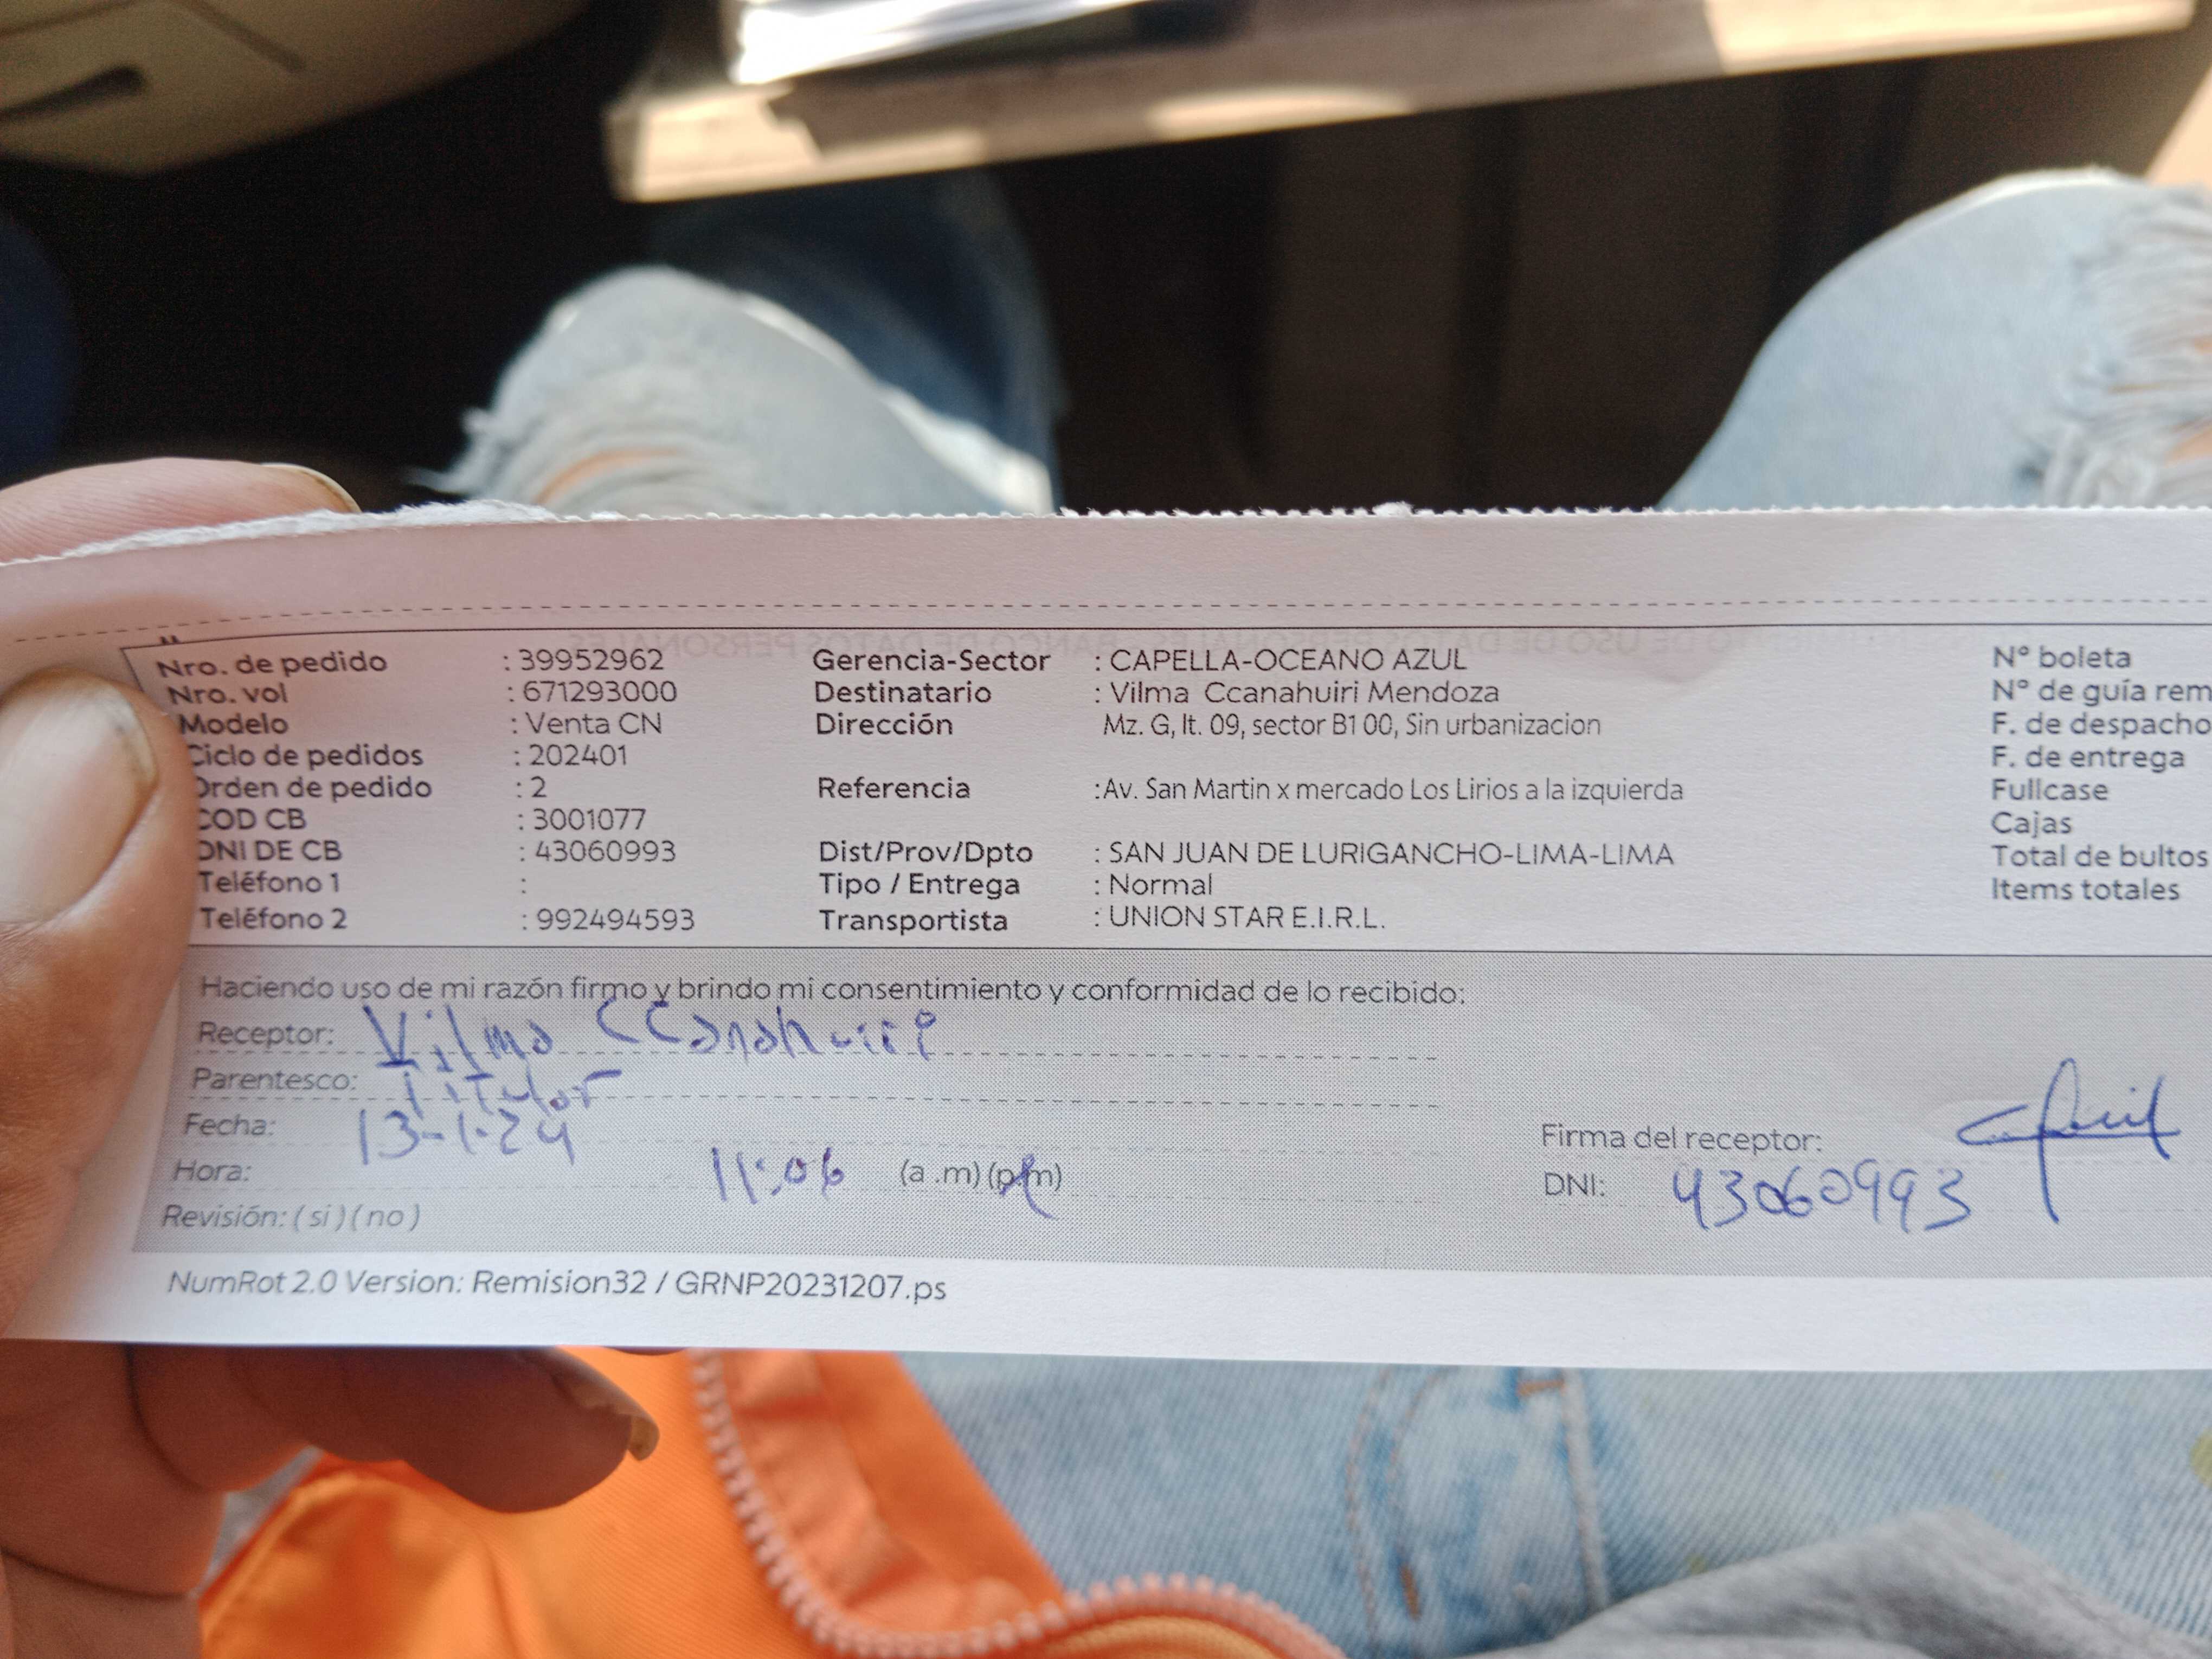 Nro. de pedido : 39952962 Gerencia-Sector : CAPELLA-OCEANO AZUL N° boleta
Nro. vol : 671293000 Destinatario : Vilma Ccanahuiri Mendoza N° de guía rem
Modelo : Venta CN Dirección Mz. G, lt. 09, sector B1 00, Sin urbanizacion F. de despacho
Ciclo de pedidos : 202401 F. de entrega
Orden de pedido : 2 Referencia :Av. San Martin x mercado Los Lirios a la izquierda Fullcase
COD CB : 3001077 Cajas
DNI DE CB : 43060993 Dist/Prov/Dpto : SAN JUAN DE LURIGANCHO-LIMA-LIMA Total de bultos
Teléfono 1 : Tipo / Entrega : Normal Items totales
Teléfono 2 : 992494593 Transportista : UNION STAR E.I.R.L.
Haciendo uso de mi razón firmo y brindo mi consentimiento y conformidad de lo recibido:
Receptor: Vilma CCanahuiri
Parentesco: Titular
Fecha: 13-1-24 Firma del receptor:
Hora: 11:06 (a .m) (p.m) DNI: 43060993
Revisión: ( si ) ( no )
NumRot 2.0 Version: Remision32 / GRNP20231207.ps